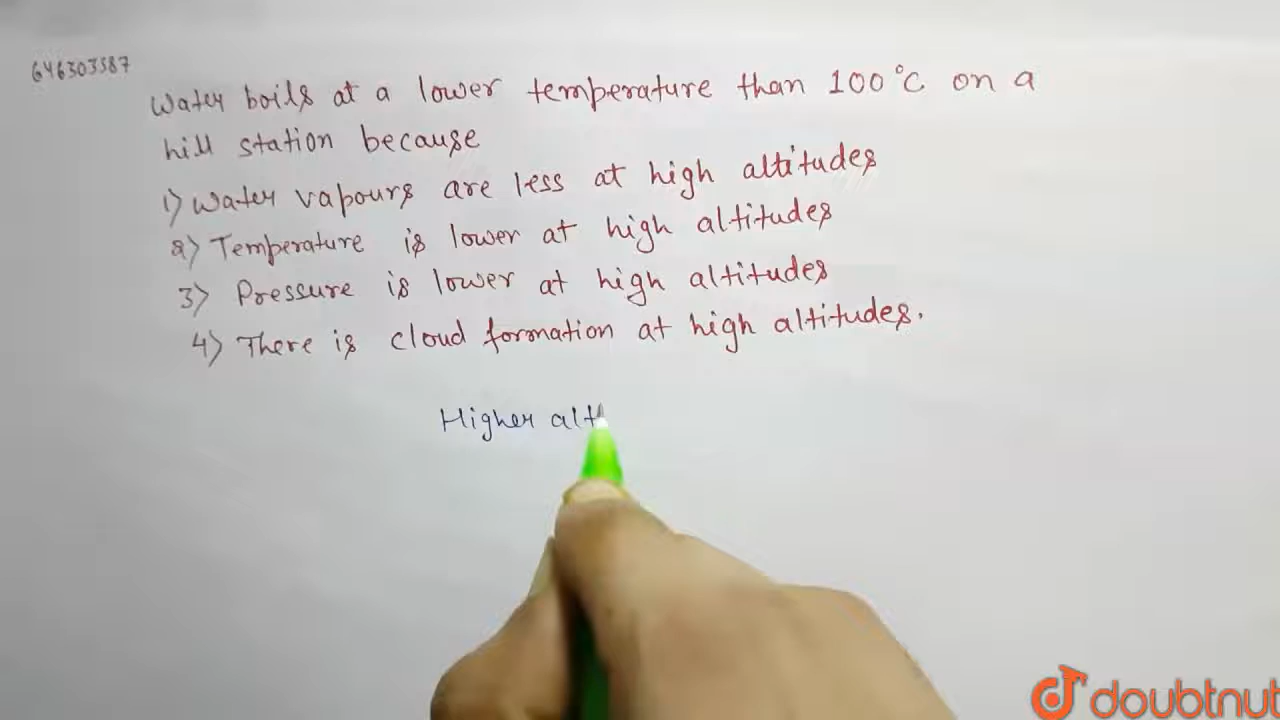 646303587
Water boils at a lower temperature than 100°C on a
hill station because
1) Water vapours are less at high altitudes
2) Temperature is lower at high altitudes
3) Pressure is lower at high altitudes
4) There is cloud formation at high altitudes.
Higher alt
doubtnut